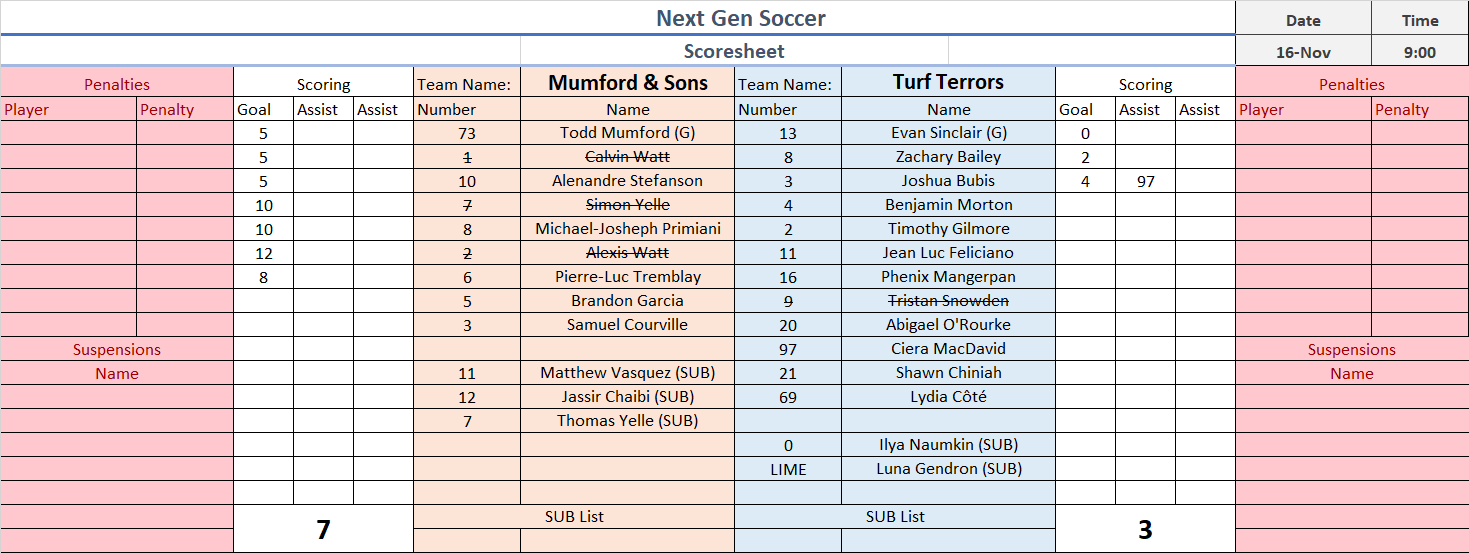 Next Gen Soccer Date Time
Scoresheet 16-Nov 9:00
Penalties Scoring Team Name: Mumford & Sons Team Name: Turf Terrors Scoring Penalties
Player Penalty Goal Assist Assist Number Name Number Name Goal Assist Assist Player Penalty
5 73 Todd Mumford (G) 13 Evan Sinclair (G) 0
5 1 Calvin Watt 8 Zachary Bailey 2
5 10 Alenandre Stefanson 3 Joshua Bubis 4 97
10 7 Simon Yelle 4 Benjamin Morton
10 8 Michael-Josheph Primiani 2 Timothy Gilmore
12 2 Alexis Watt 11 Jean Luc Feliciano
8 6 Pierre-Luc Tremblay 16 Phenix Mangerpan
5 Brandon Garcia 9 Tristan Snowden
3 Samuel Courville 20 Abigael O'Rourke
Suspensions 97 Ciera MacDavid Suspensions
Name 11 Matthew Vasquez (SUB) 21 Shawn Chiniah Name
12 Jassir Chaibi (SUB) 69 Lydia Côté
7 Thomas Yelle (SUB)
0 Ilya Naumkin (SUB)
LIME Luna Gendron (SUB)
7 SUB List SUB List 3